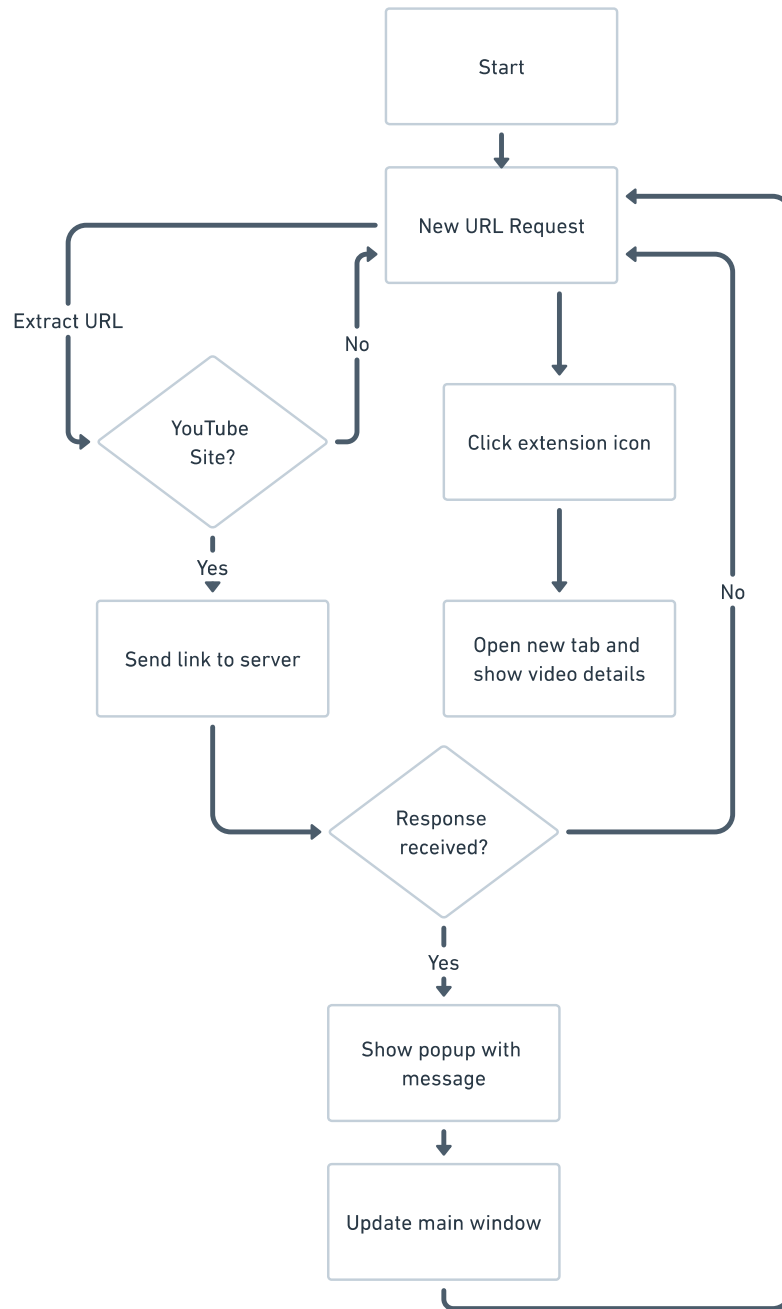 Start
New URL Request
Extract URL
No
YouTube
Site?
Click extension icon
Yes
No
Send link to server
Open new tab and
show video details
Response
received?
Yes
Show popup with
message
Update main window